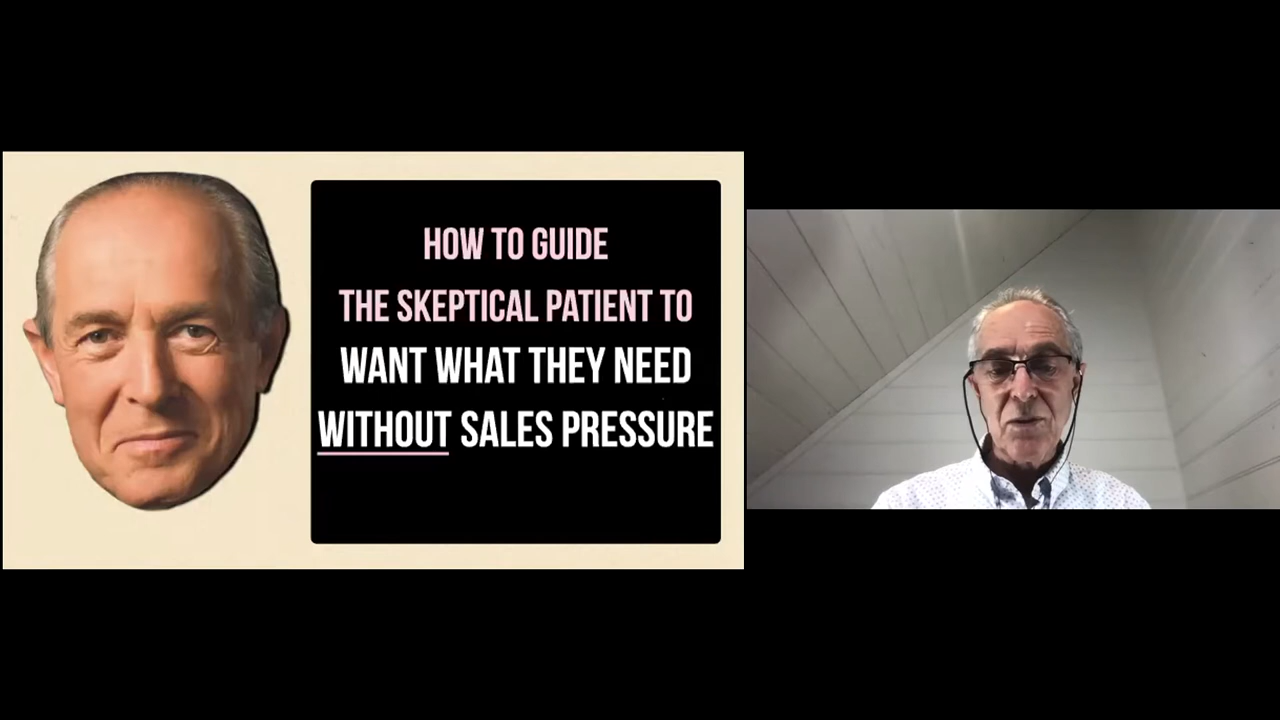 HOW TO GUIDE
THE SKEPTICAL PATIENT TO
WANT WHAT THEY NEED
WITHOUT SALES PRESSURE